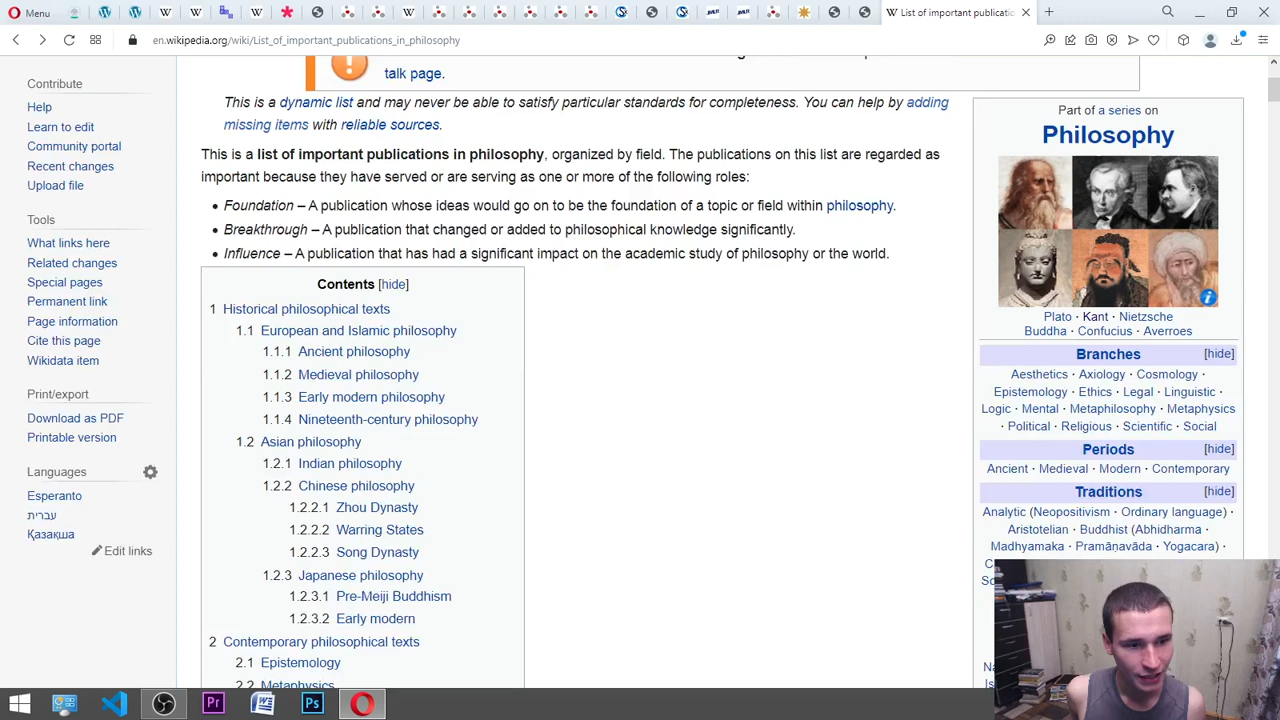 Menu
List of important publicatic
en.wikipedia.org/wiki/List_of_important_publications_in_philosophy
Contribute
Help
Learn to edit
Community portal
Recent changes
Upload file
Tools
What links here
Related changes
Special pages
Permanent link
Page information
Cite this page
Wikidata item
Print/export
Download as PDF
Printable version
Languages
Esperanto
עברית
Қазақша
Edit links
talk page.
This is a dynamic list and may never be able to satisfy particular standards for completeness. You can help by adding
missing items with reliable sources.
This is a list of important publications in philosophy, organized by field. The publications on this list are regarded as
important because they have served or are serving as one or more of the following roles:
• Foundation – A publication whose ideas would go on to be the foundation of a topic or field within philosophy.
• Breakthrough – A publication that changed or added to philosophical knowledge significantly.
• Influence – A publication that has had a significant impact on the academic study of philosophy or the world.
Contents [hide]
1 Historical philosophical texts
1.1 European and Islamic philosophy
1.1.1 Ancient philosophy
1.1.2 Medieval philosophy
1.1.3 Early modern philosophy
1.1.4 Nineteenth-century philosophy
1.2 Asian philosophy
1.2.1 Indian philosophy
1.2.2 Chinese philosophy
1.2.2.1 Zhou Dynasty
1.2.2.2 Warring States
1.2.2.3 Song Dynasty
1.2.3 Japanese philosophy
1.2.3.1 Pre-Meiji Buddhism
1.2.3.2 Early modern
2 Contemporary philosophical texts
2.1 Epistemology
2.2 Metaphysics
Part of a series on
Philosophy
Plato · Kant · Nietzsche
Buddha · Confucius · Averroes
Branches [hide]
Aesthetics · Axiology · Cosmology ·
Epistemology · Ethics · Legal · Linguistic ·
Logic · Mental · Metaphilosophy · Metaphysics
· Political · Religious · Scientific · Social
Periods [hide]
Ancient · Medieval · Modern · Contemporary
Traditions [hide]
Analytic (Neopositivism · Ordinary language) ·
Aristotelian · Buddhist (Abhidharma ·
Madhyamaka · Pramāṇavāda · Yogacara) ·
Pr
Ps